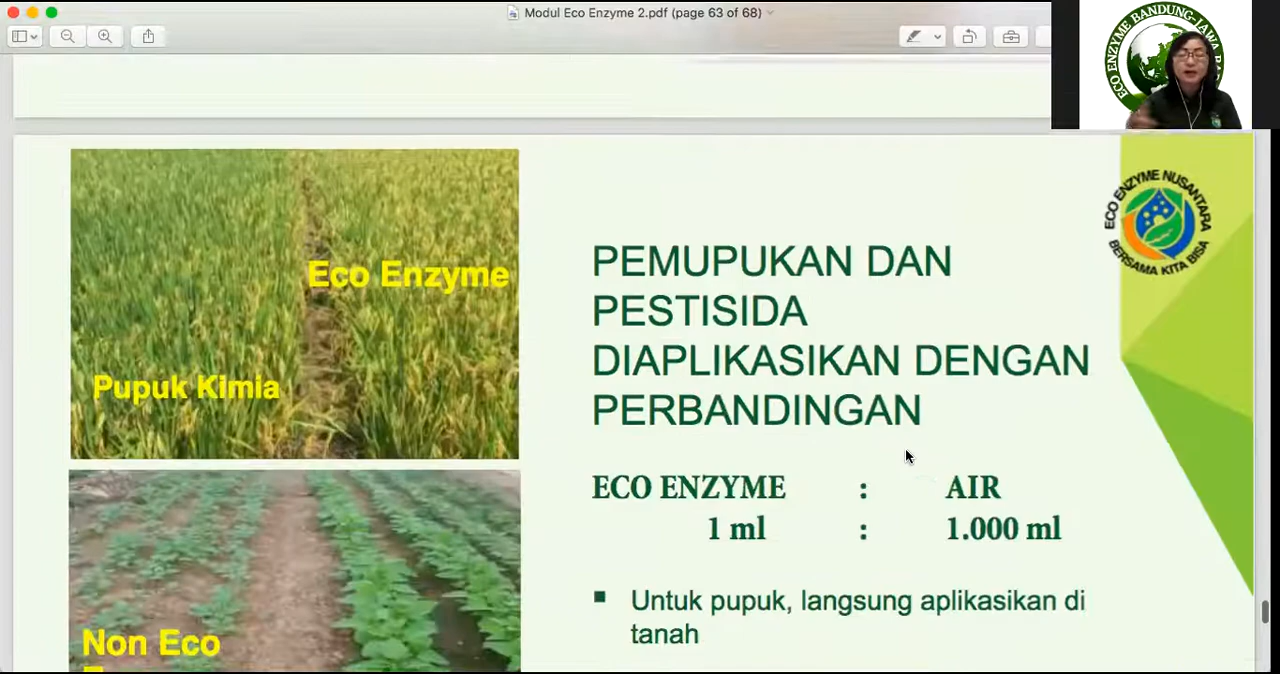 Modul Eco Enzyme 2.pdf (page 63 of 68)
ECO ENZYME BANDUNG-JAWA
Eco Enzyme
Pupuk Kimia
Non Eco
ECO ENZYME NUSANTARA
BERSAMA KITA BISA
PEMUPUKAN DAN
PESTISIDA
DIAPLIKASIKAN DENGAN
PERBANDINGAN
ECO ENZYME : AIR
1 ml : 1.000 ml
▪ Untuk pupuk, langsung aplikasikan di
tanah